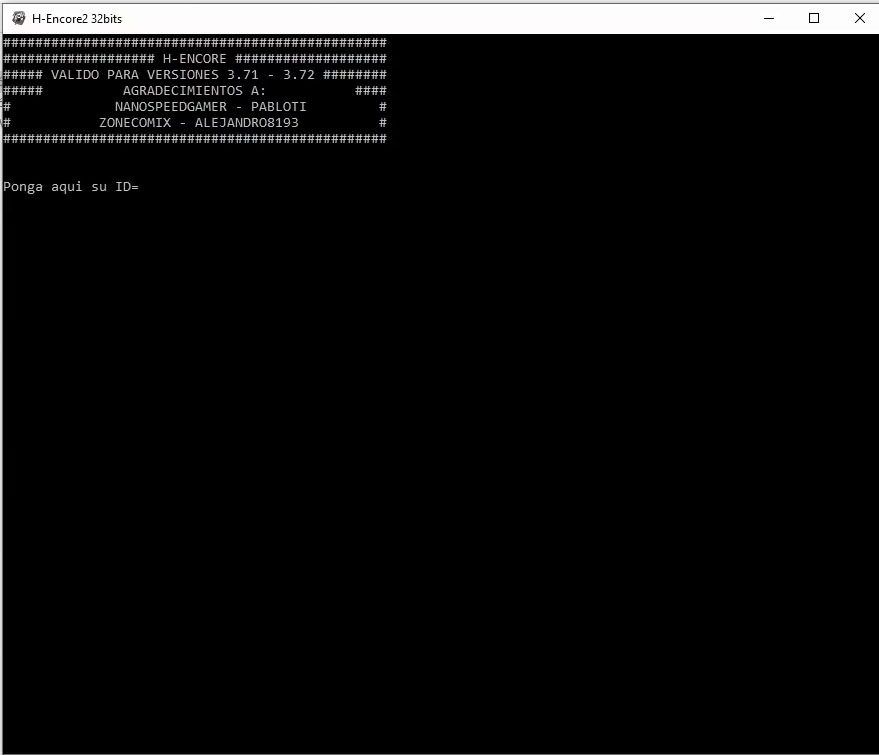 H-Encore2 32bits
################################################
################### H-ENCORE ###################
##### VALIDO PARA VERSIONES 3.71 - 3.72 ########
#####          AGRADECIMIENTOS A:           ####
#             NANOSPEEDGAMER - PABLOTI         #
#           ZONECOMIX - ALEJANDRO8193          #
################################################
Ponga aqui su ID=